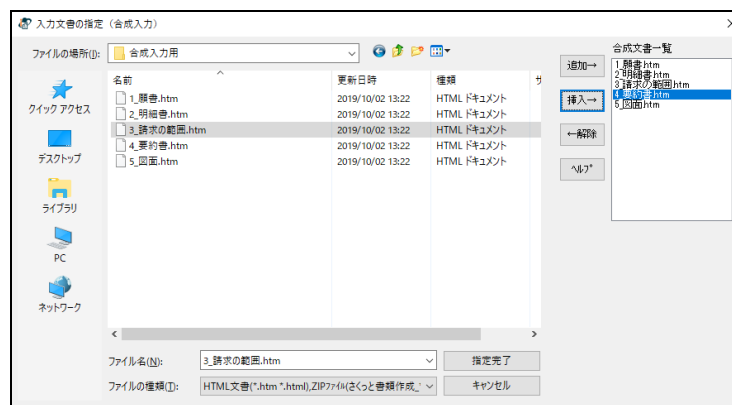 入力文書の指定（合成入力）
ファイルの場所(I): 合成入力用
名前 更新日時 種類 サ
1_願書.htm 2019/10/02 13:22 HTML ドキュメント
2_明細書.htm 2019/10/02 13:22 HTML ドキュメント
3_請求の範囲.htm 2019/10/02 13:22 HTML ドキュメント
4_要約書.htm 2019/10/02 13:22 HTML ドキュメント
5_図面.htm 2019/10/02 13:22 HTML ドキュメント
クイック アクセス
デスクトップ
ライブラリ
PC
ネットワーク
ファイル名(N): 3_請求の範囲.htm 指定完了
ファイルの種類(T): HTML文書(*.htm *.html),ZIPファイル(さくっと書類作成_ キャンセル
追加→
挿入→
←解除
ヘルプ
合成文書一覧
1_願書.htm
2_明細書.htm
3_請求の範囲.htm
4_要約書.htm
5_図面.htm